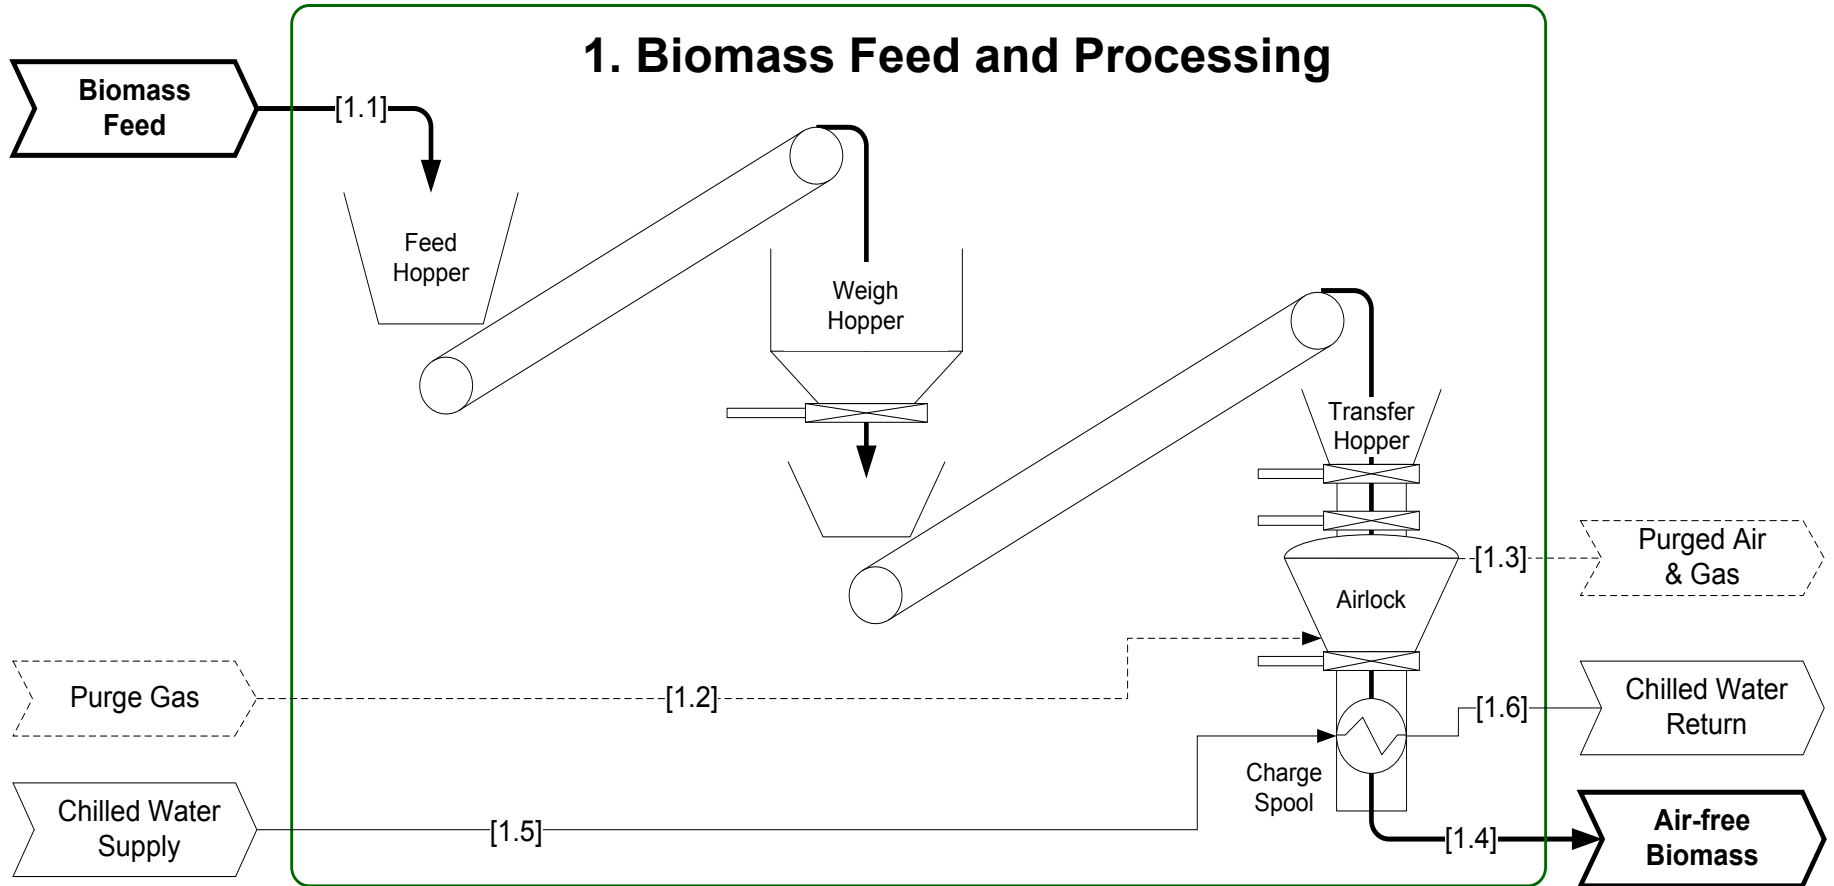 1. Biomass Feed and Processing
Biomass
Feed
[1.1]
Feed
Hopper
Weigh
Hopper
Transfer
Hopper
Purged Air
& Gas
[1.3]
Airlock
Purge Gas
[1.2]
Chilled Water
Return
[1.6]
Charge
Spool
Chilled Water
Supply
[1.5]
[1.4]
Air-free
Biomass